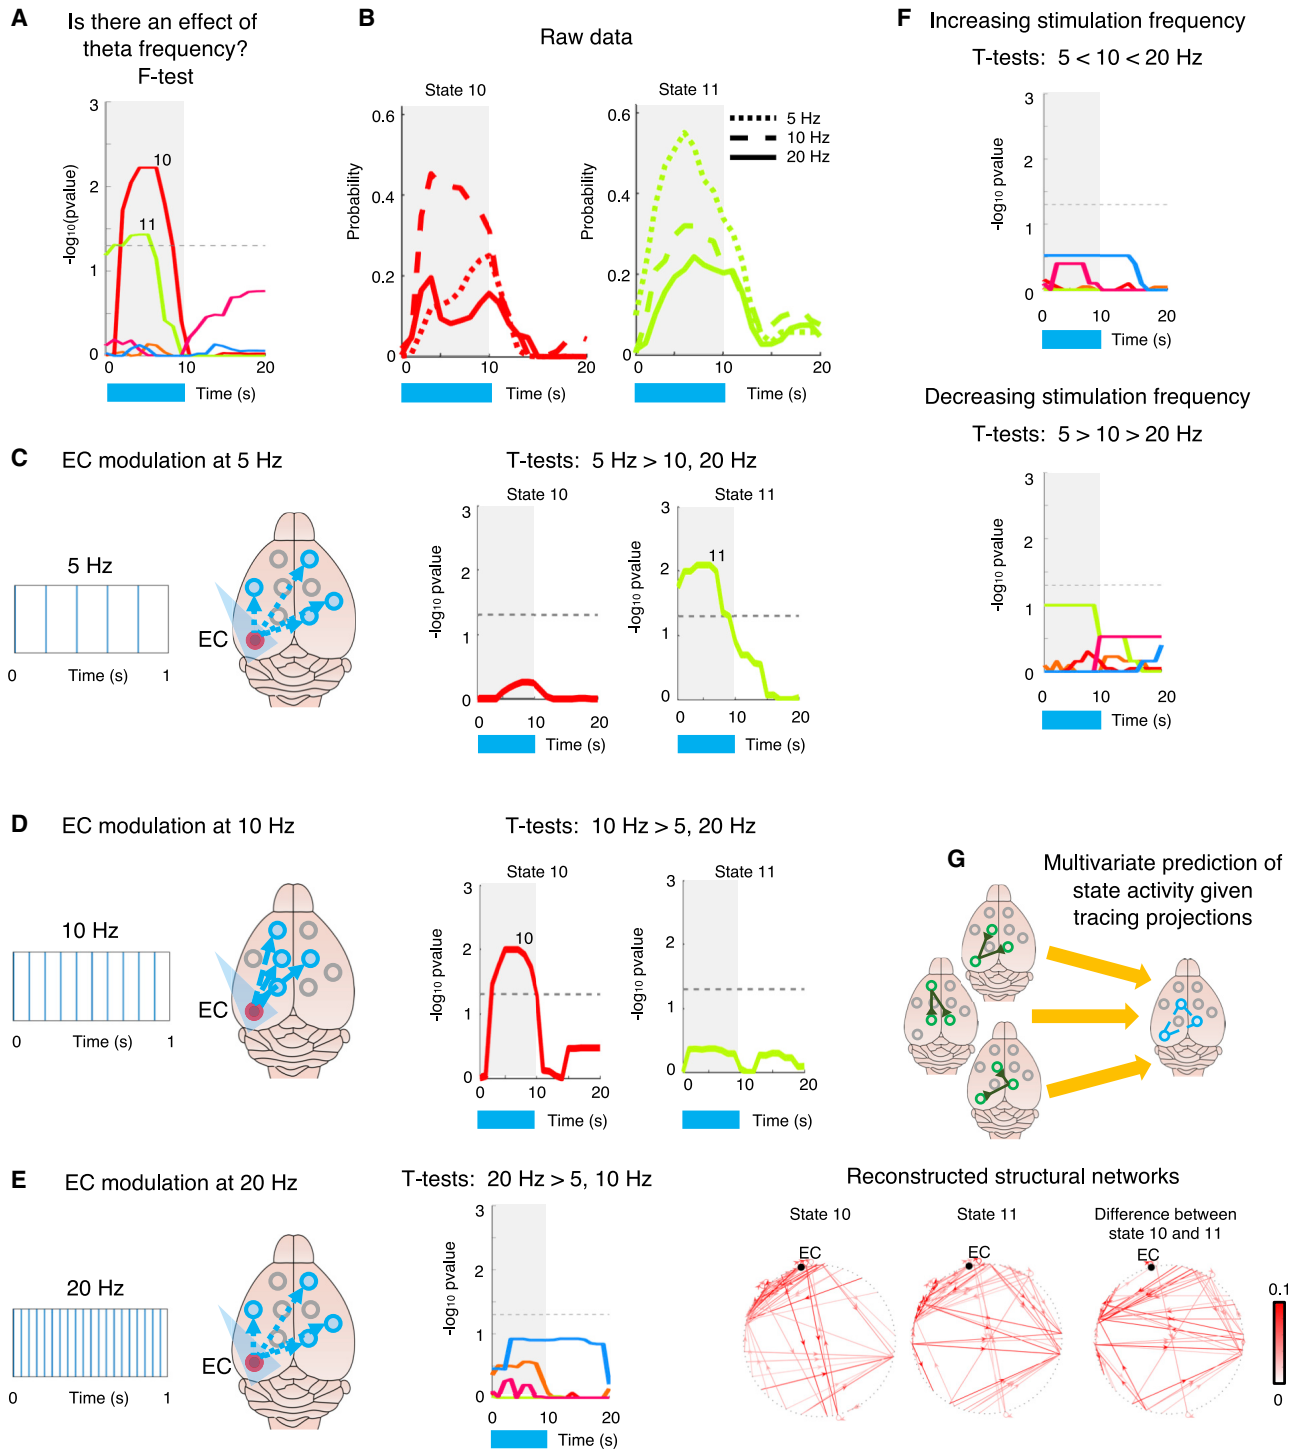 A
Is there an effect of
theta frequency?
F-test
-log10(pvalue)
3
2
1
0
10
11
0 10 20
Time (s)
B
Raw data
State 10
Probability
0.6
0.4
0.2
0
0 10 20
Time (s)
State 11
Probability
0.6
0.4
0.2
0
0 10 20
Time (s)
5 Hz
10 Hz
20 Hz
C
EC modulation at 5 Hz
5 Hz
0 Time (s) 1
EC
T-tests: 5 Hz > 10, 20 Hz
State 10
-log10 pvalue
3
2
1
0
0 10 20
Time (s)
State 11
-log10 pvalue
3
2
1
0
11
0 10 20
Time (s)
D
EC modulation at 10 Hz
10 Hz
0 Time (s) 1
EC
T-tests: 10 Hz > 5, 20 Hz
State 10
-log10 pvalue
3
2
1
0
10
0 10 20
Time (s)
State 11
-log10 pvalue
3
2
1
0
0 10 20
Time (s)
E
EC modulation at 20 Hz
20 Hz
0 Time (s) 1
EC
T-tests: 20 Hz > 5, 10 Hz
-log10 pvalue
3
2
1
0
0 10 20
Time (s)
F
Increasing stimulation frequency
T-tests: 5 < 10 < 20 Hz
-log10 pvalue
3
2
1
0
0 10 20
Time (s)
Decreasing stimulation frequency
T-tests: 5 > 10 > 20 Hz
-log10 pvalue
3
2
1
0
0 10 20
Time (s)
G
Multivariate prediction of
state activity given
tracing projections
Reconstructed structural networks
State 10
EC
State 11
EC
Difference between
state 10 and 11
EC
0.1
0